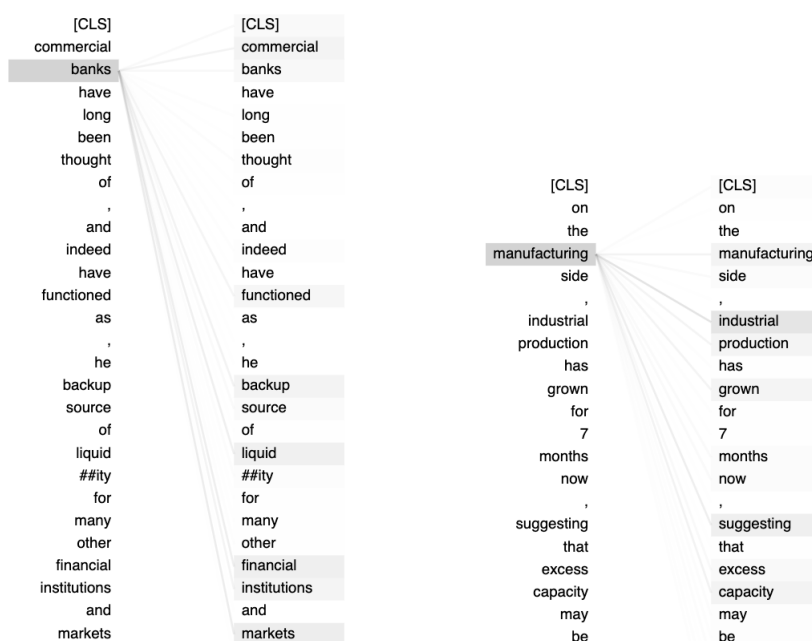 [CLS] [CLS]
commercial commercial
banks banks
have have
long long
been been
thought thought
of of
, ,
and and
indeed indeed
have have
functioned functioned
as as
, ,
he he
backup backup
source source
of of
liquid liquid
##ity ##ity
for for
many many
other other
financial financial
institutions institutions
and and
markets markets
[CLS] [CLS]
on on
the the
manufacturing manufacturing
side side
, ,
industrial industrial
production production
has has
grown grown
for for
7 7
months months
now now
, ,
suggesting suggesting
that that
excess excess
capacity capacity
may may
be be